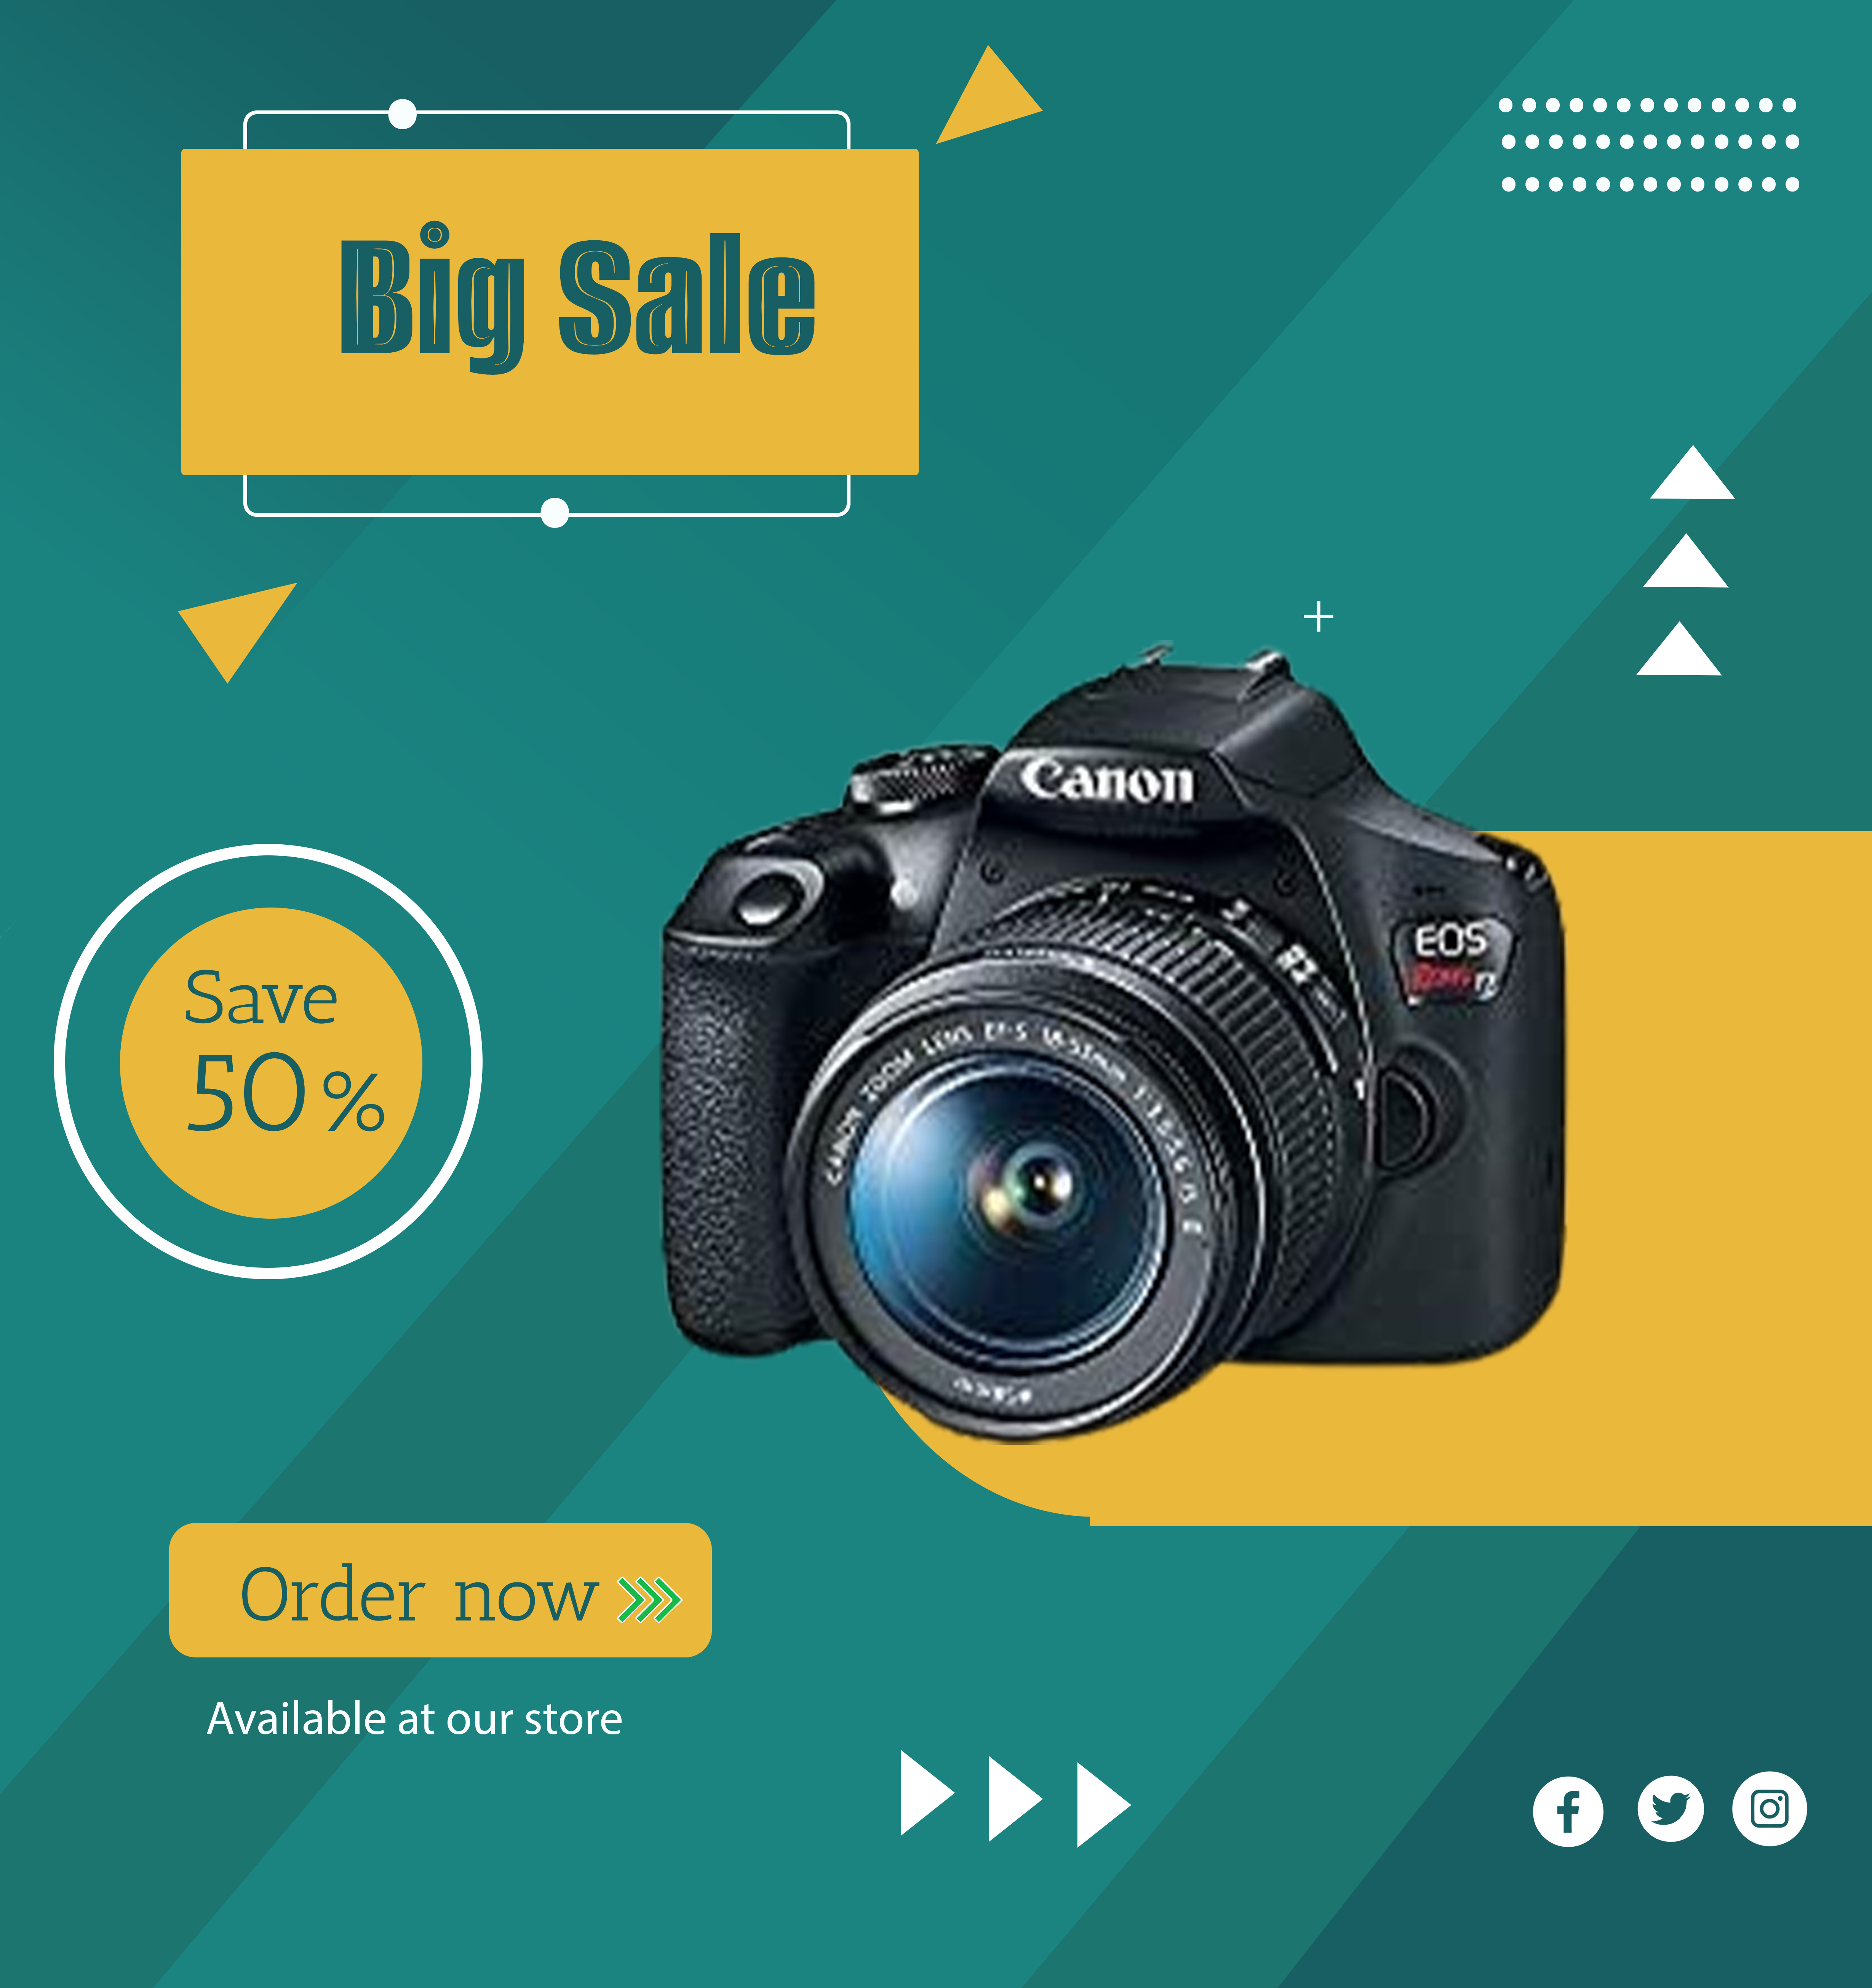 Big Sale
Canon
EOS
CANON ZOOM LENS EF-S 18-55mm
Save
50%
Order now
Available at our store